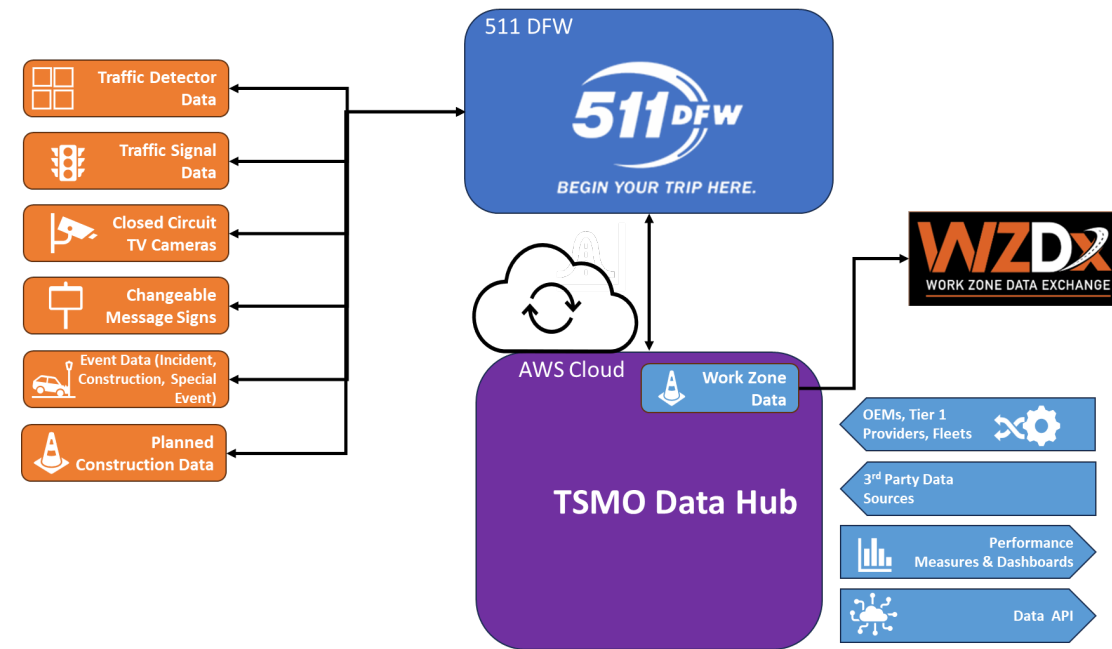 511 DFW
511 DFW
BEGIN YOUR TRIP HERE.
Traffic Detector
Data
Traffic Signal
Data
Closed Circuit
TV Cameras
Changeable
Message Signs
Event Data (Incident,
Construction, Special
Event)
Planned
Construction Data
AWS Cloud
Work Zone
Data
TSMO Data Hub
WZDx
WORK ZONE DATA EXCHANGE
OEMs, Tier 1
Providers, Fleets
3rd Party Data
Sources
Performance
Measures & Dashboards
Data API